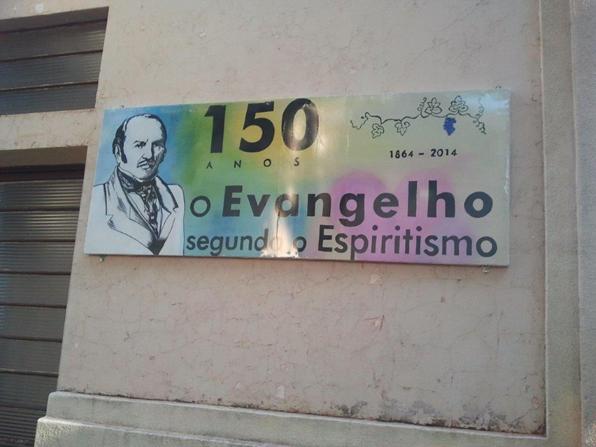 150
ANOS
1864 - 2014
o Evangelho
segundo o Espiritismo